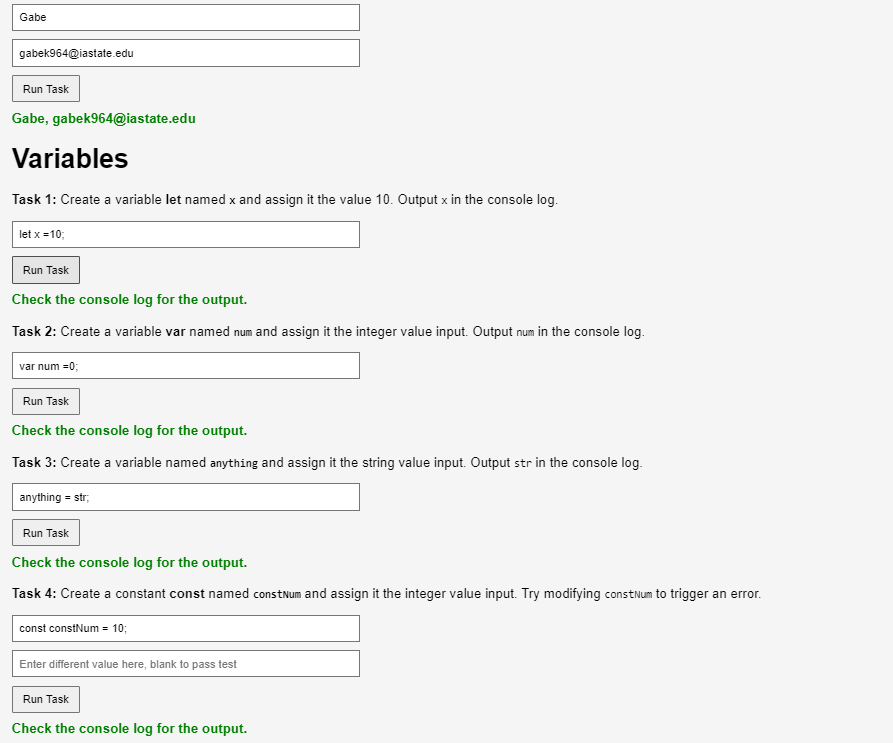 Gabe
gabek964@iastate.edu
Run Task
Gabe, gabek964@iastate.edu
Variables
Task 1: Create a variable let named x and assign it the value 10. Output x in the console log.
let x =10;
Run Task
Check the console log for the output.
Task 2: Create a variable var named num and assign it the integer value input. Output num in the console log.
var num =0;
Run Task
Check the console log for the output.
Task 3: Create a variable named anything and assign it the string value input. Output str in the console log.
anything = str;
Run Task
Check the console log for the output.
Task 4: Create a constant const named constNum and assign it the integer value input. Try modifying constNum to trigger an error.
const constNum = 10;
Enter different value here, blank to pass test
Run Task
Check the console log for the output.